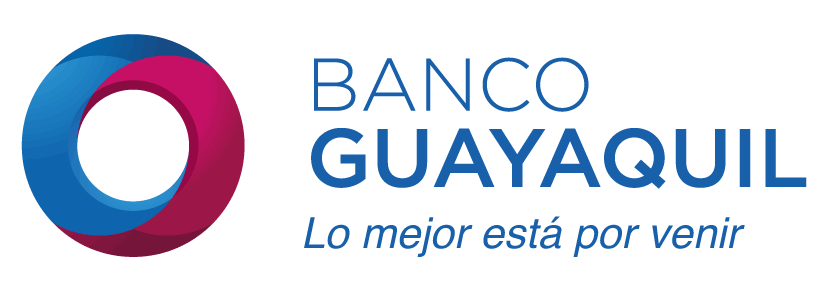 BANCO
GUAYAQUIL
Lo mejor está por venir